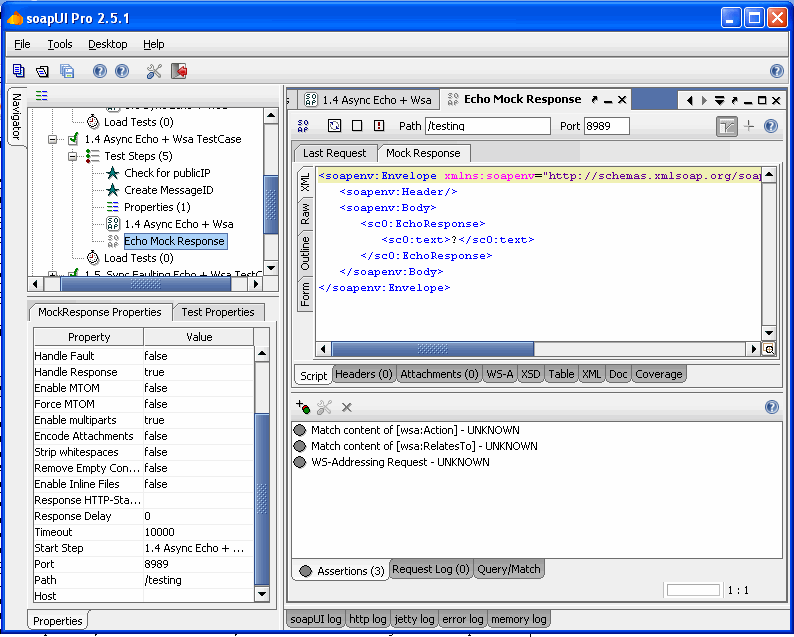 soapUI Pro 2.5.1
File Tools Desktop Help
Navigator
Load Tests (0)
1.4 Async Echo + Wsa TestCase
Test Steps (5)
Check for publicIP
Create MessageID
Properties (1)
1.4 Async Echo + Wsa
Echo Mock Response
Load Tests (0)
1.5. Sync Faulting Echo + Wsa TestC
MockResponse Properties Test Properties
Property Value
Handle Fault false
Handle Response true
Enable MTOM false
Force MTOM false
Enable multiparts true
Encode Attachments false
Strip whitespaces false
Remove Empty Con... false
Enable Inline Files false
Response HTTP-Sta...
Response Delay 0
Timeout 10000
Start Step 1.4 Async Echo + ...
Port 8989
Path /testing
Host
Properties
s 1.4 Async Echo + Wsa Echo Mock Response
Path /testing Port 8989
Last Request Mock Response
XML
Raw
Outline
Form
<soapenv:Envelope xmlns:soapenv="http://schemas.xmlsoap.org/soap
<soapenv:Header/>
<soapenv:Body>
<sc0:EchoResponse>
<sc0:text>?</sc0:text>
</sc0:EchoResponse>
</soapenv:Body>
</soapenv:Envelope>
Script Headers (0) Attachments (0) WS-A XSD Table XML Doc Coverage
Match content of [wsa:Action] - UNKNOWN
Match content of [wsa:RelatesTo] - UNKNOWN
WS-Addressing Request - UNKNOWN
Assertions (3) Request Log (0) Query/Match
1 : 1
soapUI log http log jetty log error log memory log